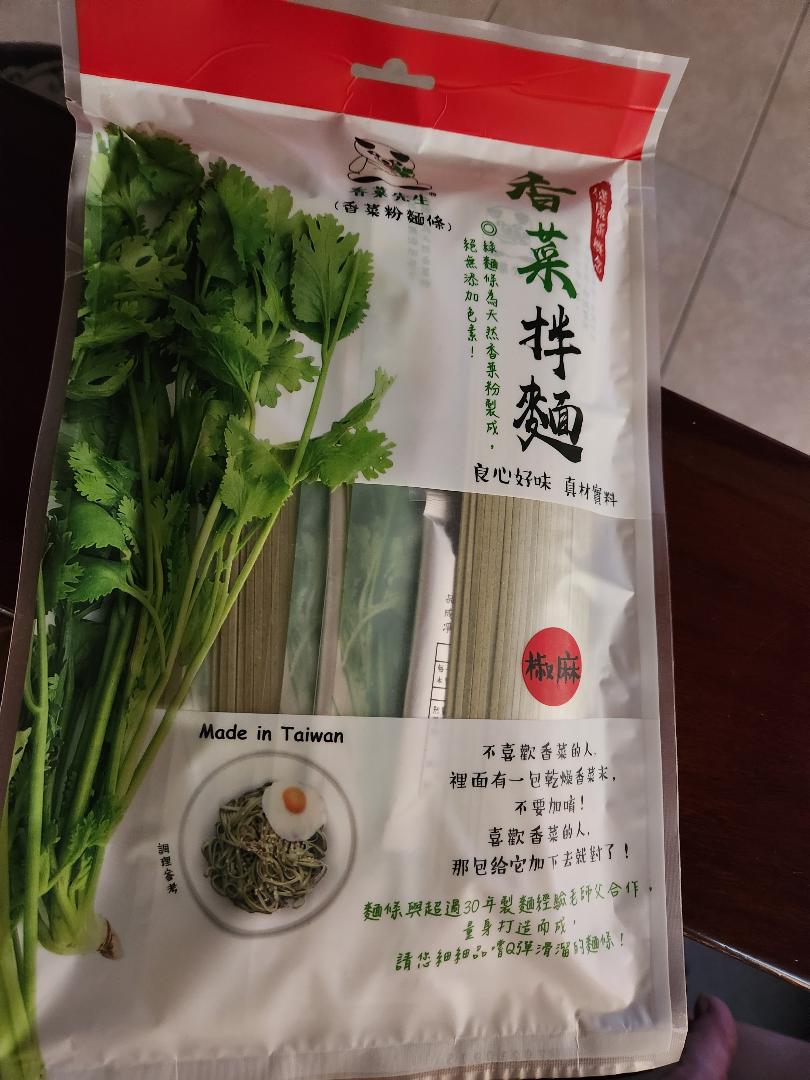 香菜先生®
(香菜粉麵條)
香菜拌麵
健康新概念
◎綠麵條為天然香菜粉製成，
絕無添加色素！
良心好味 真材實料
椒麻
Made in Taiwan
調理參考
不喜歡香菜的人，
裡面有一包乾燥香菜末，
不要加唷！
喜歡香菜的人，
那包給它加下去就對了！
麵條與超過30年製麵經驗老師父合作，
量身打造而成，
請您細細品嚐Q彈滑溜的麵條！